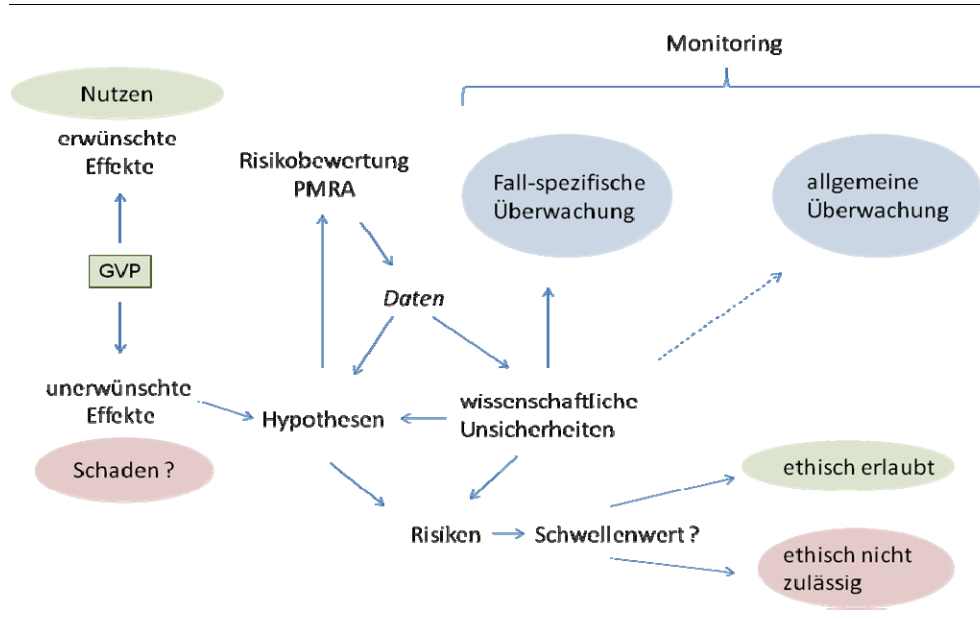 Monitoring
Nutzen
erwünschte
Effekte
Risikobewertung
PMRA
Fall-spezifische
Überwachung
allgemeine
Überwachung
GVP
Daten
unerwünschte
Effekte
Hypothesen
wissenschaftliche
Unsicherheiten
Schaden ?
ethisch erlaubt
Risiken
Schwellenwert ?
ethisch nicht
zulässig